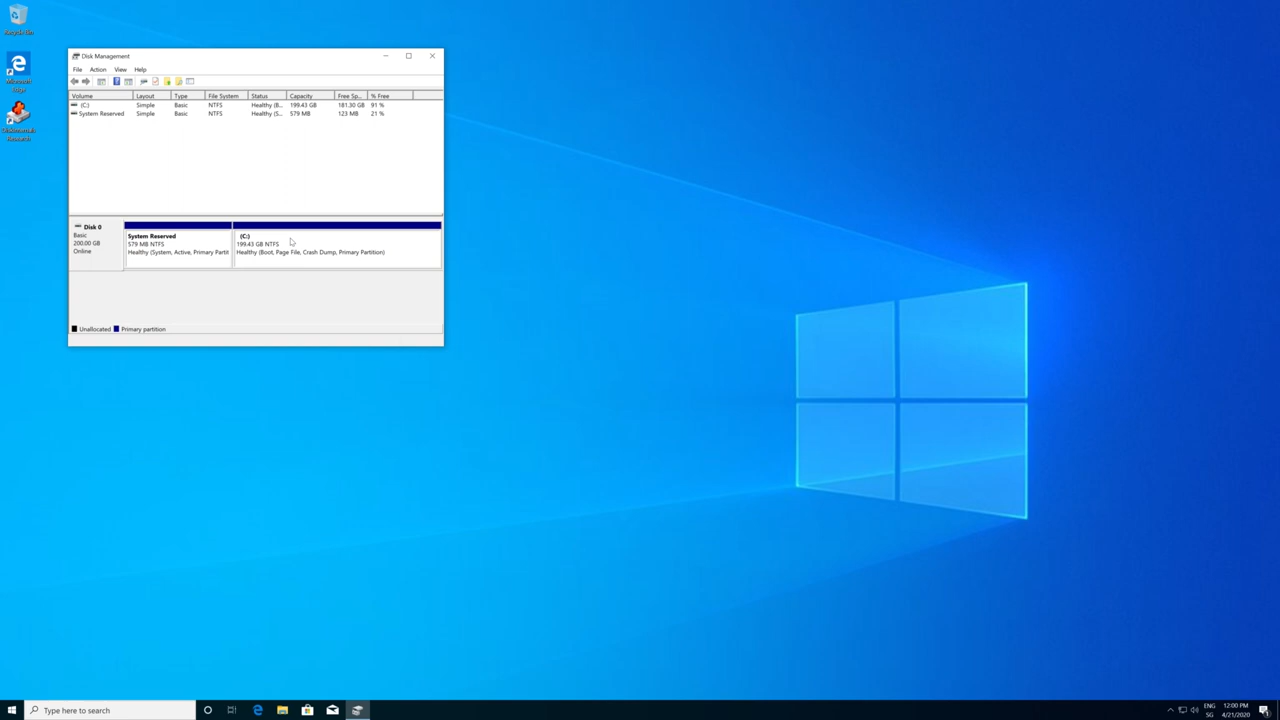 Recycle Bin
Disk Management
File Action View Help
Volume Layout Type File System Status Capacity Free Sp... % Free
(C:) Simple Basic NTFS Healthy (B... 199.43 GB 181.30 GB 91 %
System Reserved Simple Basic NTFS Healthy (S... 579 MB 123 MB 21 %
Microsoft
Edge
DiskInternals
Research
Disk 0
Basic
200.00 GB
Online
System Reserved
579 MB NTFS
Healthy (System, Active, Primary Partit
(C:)
199.43 GB NTFS
Healthy (Boot, Page File, Crash Dump, Primary Partition)
Unallocated Primary partition
Type here to search
ENG
SG
12:00 PM
4/21/2020